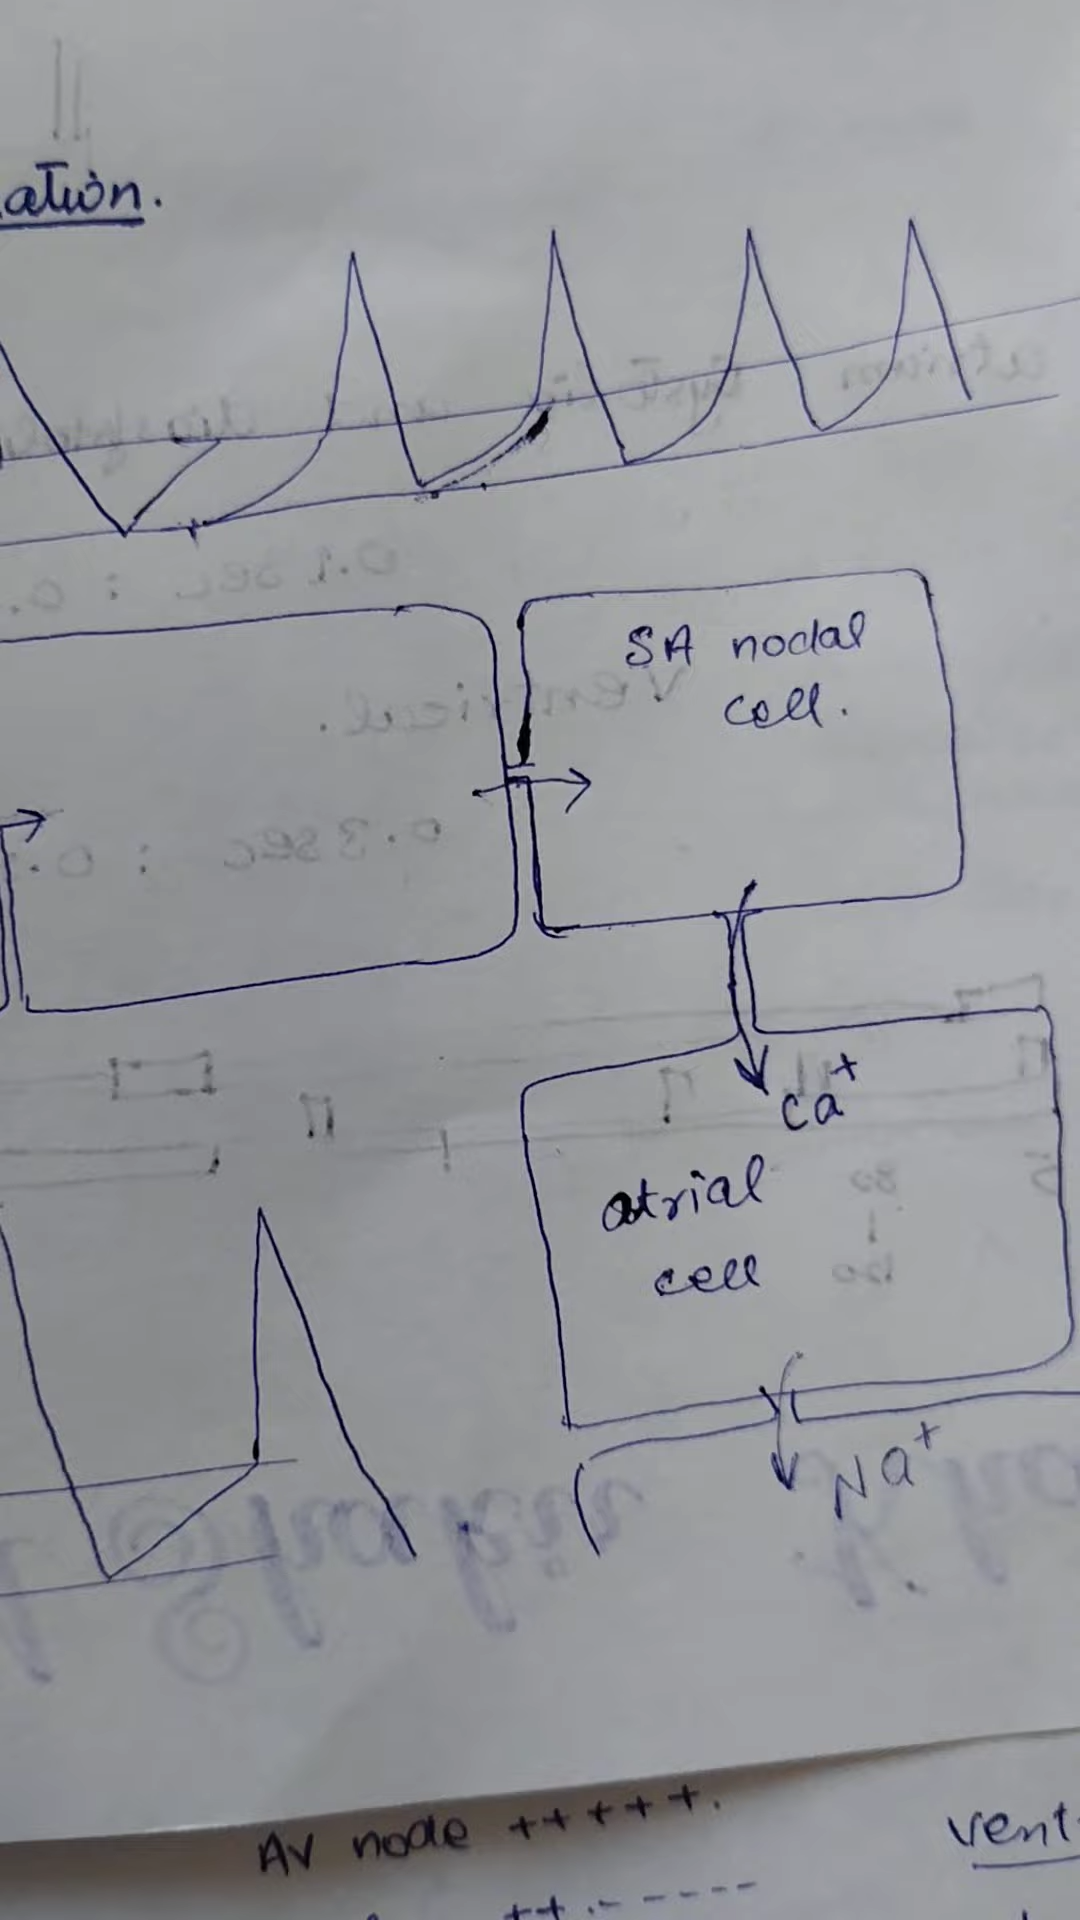 ation.
SA nodal
cell.
Ca+
atrial
cell
Na+
AV node +++++.
vent
++.-----